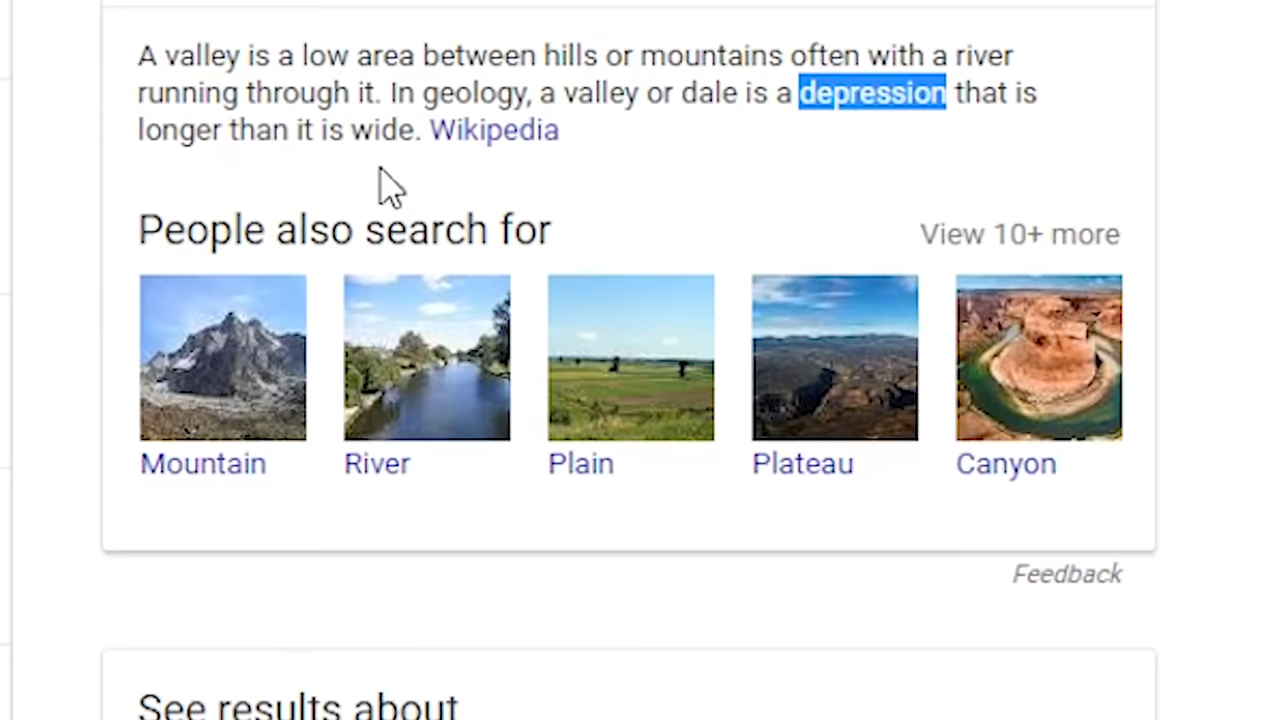 A valley is a low area between hills or mountains often with a river
running through it. In geology, a valley or dale is a depression that is
longer than it is wide. Wikipedia
People also search for
View 10+ more
Mountain
River
Plain
Plateau
Canyon
Feedback
See results about